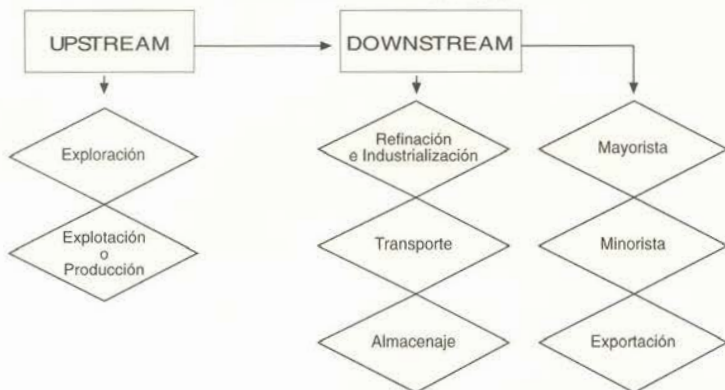 UPSTREAM
DOWNSTREAM
Exploración
Explotación
o
Producción
Refinación
e Industrialización
Transporte
Almacenaje
Mayorista
Minorista
Exportación